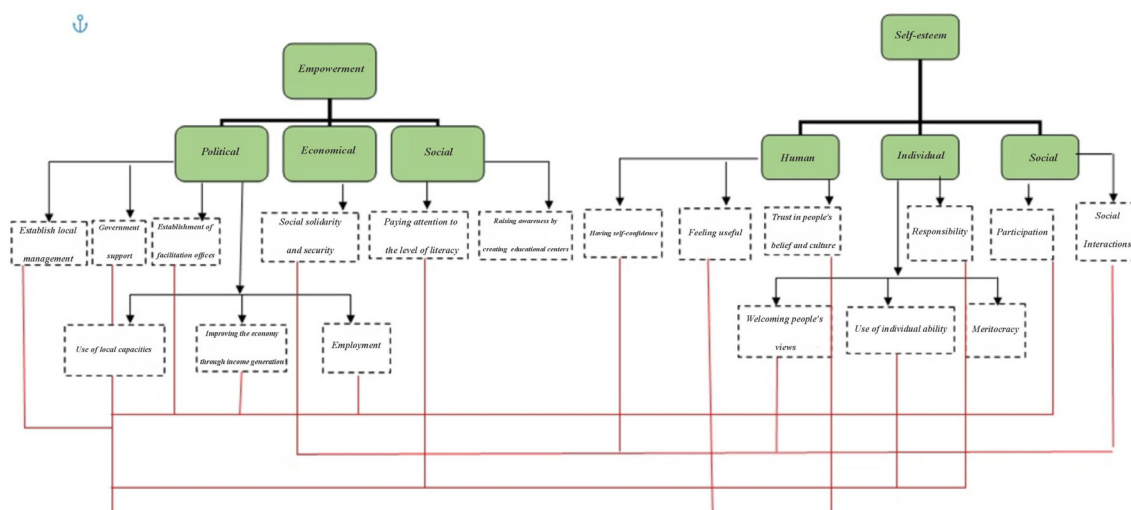 Self-esteem
Empowerment
Political
Economical
Social
Human
Individual
Social
Establish local
management
Government
support
Establishment of
facilitation offices
Social solidarity
and security
Paying attention to
the level of literacy
Raising awareness by
creating educational centers
Having self-confidence
Feeling useful
Trust in people's
belief and culture
Responsibility
Participation
Social
Interactions
Use of local capacities
Improving the economy
through income generation
Employment
Welcoming people's
views
Use of individual ability
Meritocracy